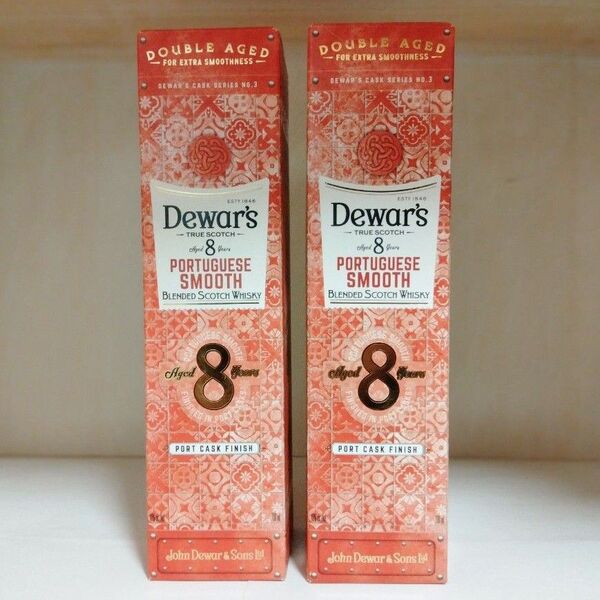 DOUBLE AGED
FOR EXTRA SMOOTHNESS
DEWAR'S CASK SERIES NO.3
ESTD 1846
Dewar's
TRUE SCOTCH
Aged 8 Years
PORTUGUESE
SMOOTH
BLENDED SCOTCH WHISKY
Aged 8 Years
PORT CASK FINISH
John Dewar & Sons Ltd
DOUBLE AGED
FOR EXTRA SMOOTHNESS
DEWAR'S CASK SERIES NO.3
ESTD 1846
Dewar's
TRUE SCOTCH
Aged 8 Years
PORTUGUESE
SMOOTH
BLENDED SCOTCH WHISKY
Aged 8 Years
PORT CASK FINISH
John Dewar & Sons Ltd